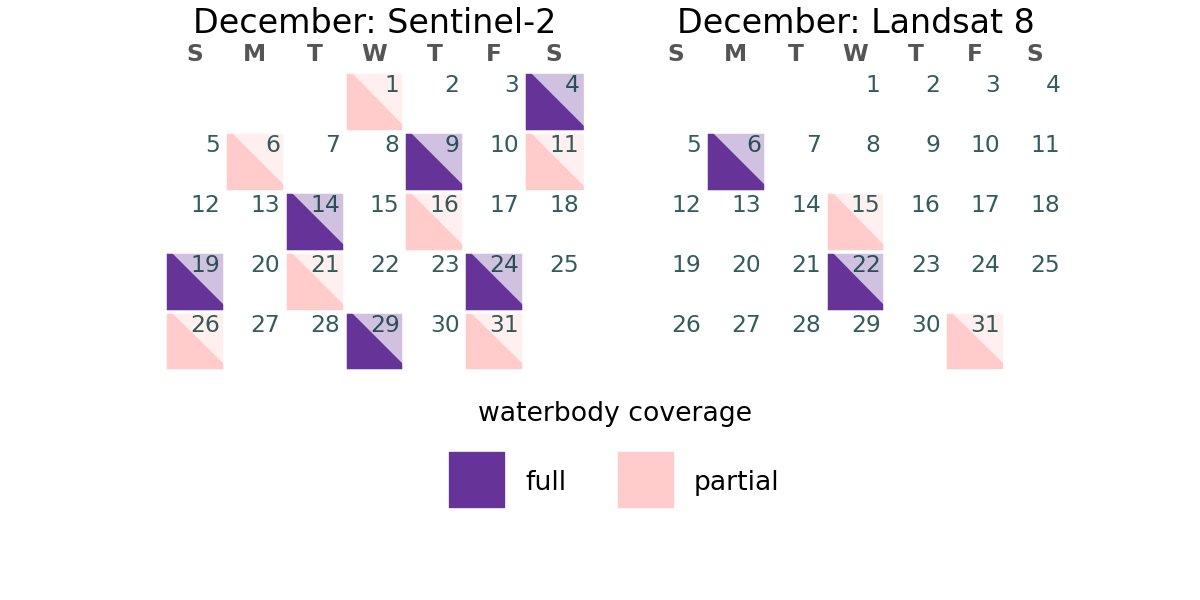 December: Sentinel-2
S M T W T F S
1 2 3 4
5 6 7 8 9 10 11
12 13 14 15 16 17 18
19 20 21 22 23 24 25
26 27 28 29 30 31
December: Landsat 8
S M T W T F S
1 2 3 4
5 6 7 8 9 10 11
12 13 14 15 16 17 18
19 20 21 22 23 24 25
26 27 28 29 30 31
waterbody coverage
full partial